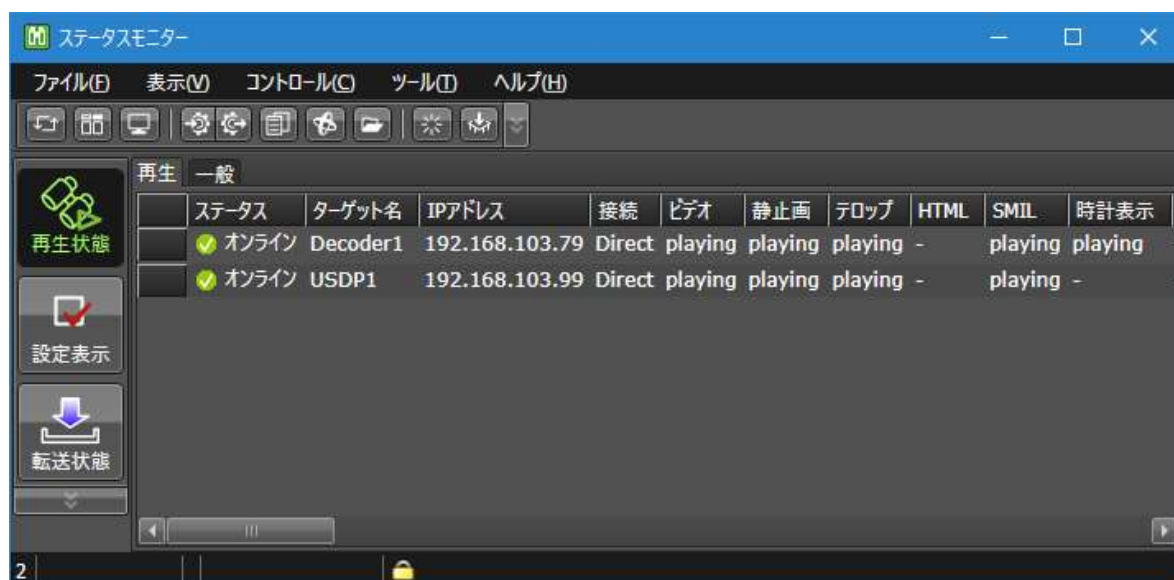 ステータスモニター
ファイル(F) 表示(V) コントロール(C) ツール(T) ヘルプ(H)
再生 一般
ステータス ターゲット名 IPアドレス 接続 ビデオ 静止画 テロップ HTML SMIL 時計表示
オンライン Decoder1 192.168.103.79 Direct playing playing playing - playing playing
オンライン USDP1 192.168.103.99 Direct playing playing playing - playing -
再生状態
設定表示
転送状態
2